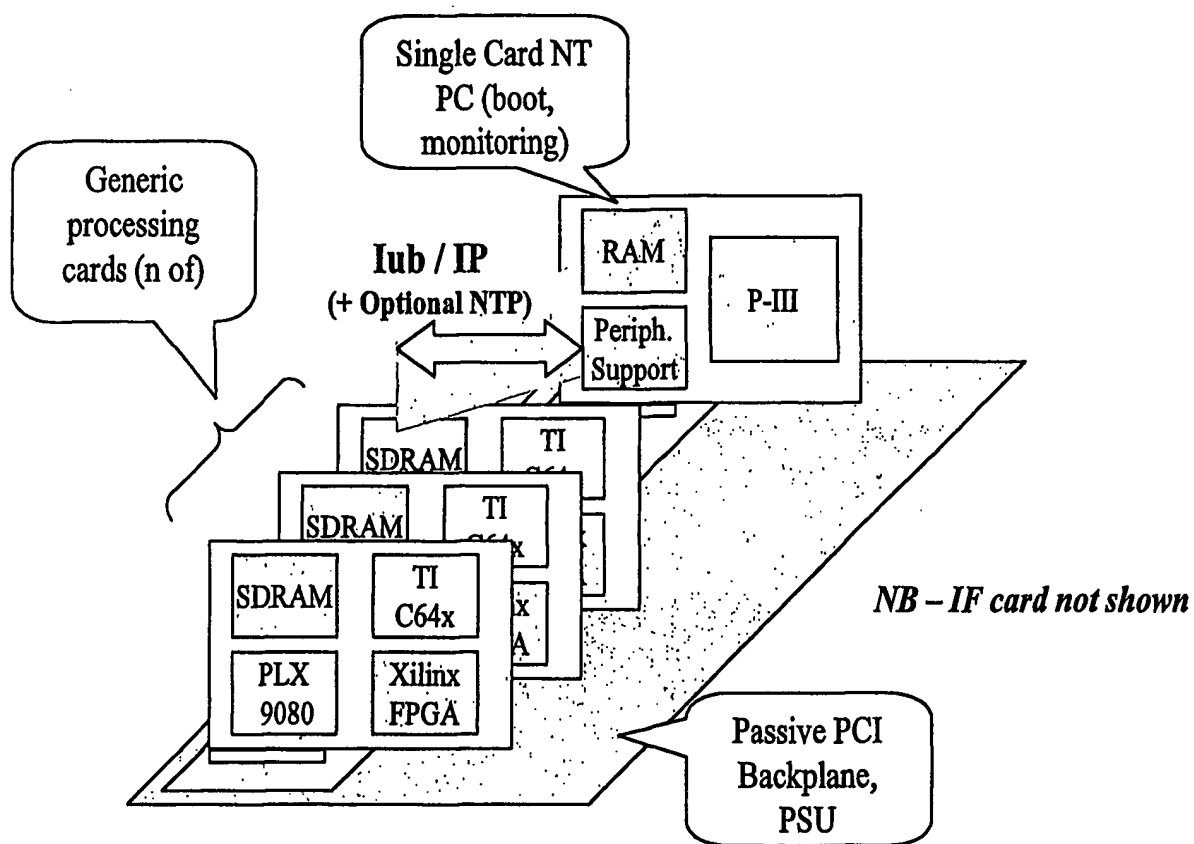 Single Card NT
PC (boot,
monitoring)
Generic
processing
cards (n of)
Iub / IP
(+ Optional NTP)
RAM
P-III
Periph.
Support
SDRAM
TI
SDRAM
TI
C64x
SDRAM
TI
C64x
PLX
9080
Xilinx
FPGA
NB – IF card not shown
Passive PCI
Backplane,
PSU